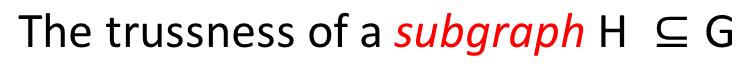 The trussness of a subgraph H ⊆ G